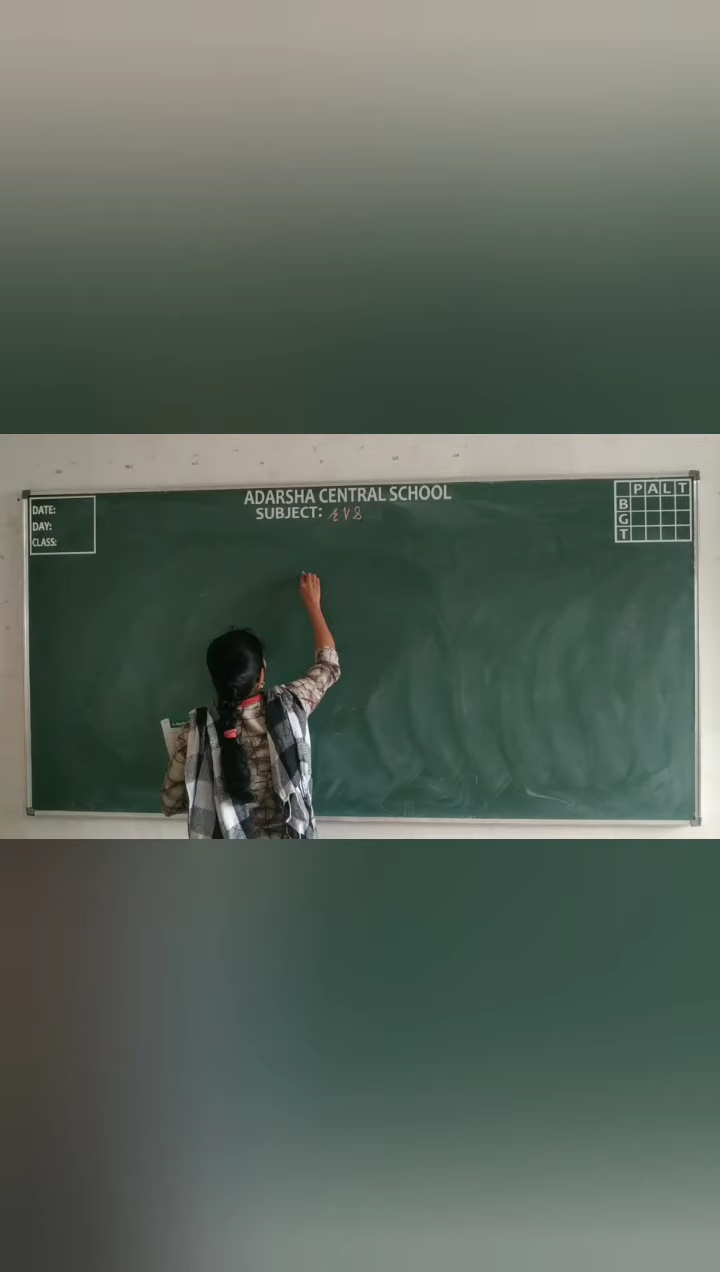 ADARSHA CENTRAL SCHOOL
SUBJECT: EVS
DATE:
DAY:
CLASS:
P A L T
B
G
T